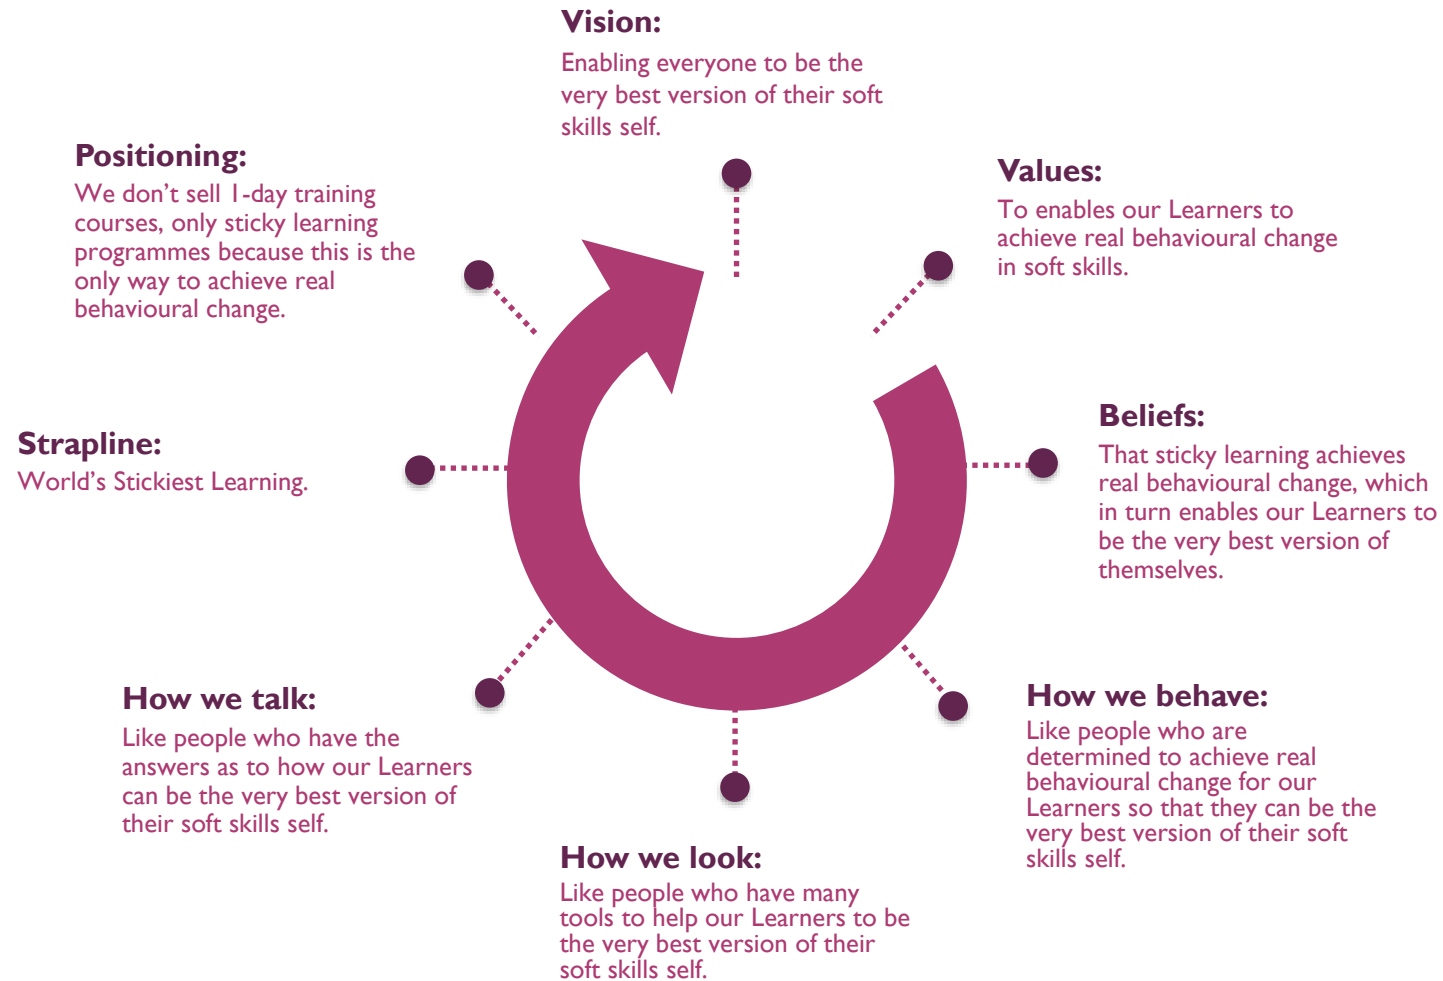 Vision:
Enabling everyone to be the
very best version of their soft
skills self.
Values:
To enables our Learners to
achieve real behavioural change
in soft skills.
Beliefs:
That sticky learning achieves
real behavioural change, which
in turn enables our Learners to
be the very best version of
themselves.
How we behave:
Like people who are
determined to achieve real
behavioural change for our
Learners so that they can be the
very best version of their soft
skills self.
How we look:
Like people who have many
tools to help our Learners to be
the very best version of their
soft skills self.
How we talk:
Like people who have the
answers as to how our Learners
can be the very best version of
their soft skills self.
Strapline:
World’s Stickiest Learning.
Positioning:
We don’t sell 1-day training
courses, only sticky learning
programmes because this is the
only way to achieve real
behavioural change.